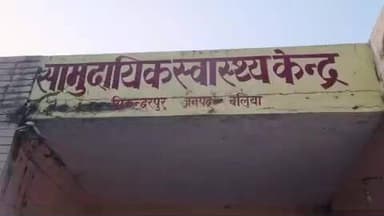 सामुदायिक स्वास्थ्य केन्द्र
सिकन्दरपुर जनपद बलिया